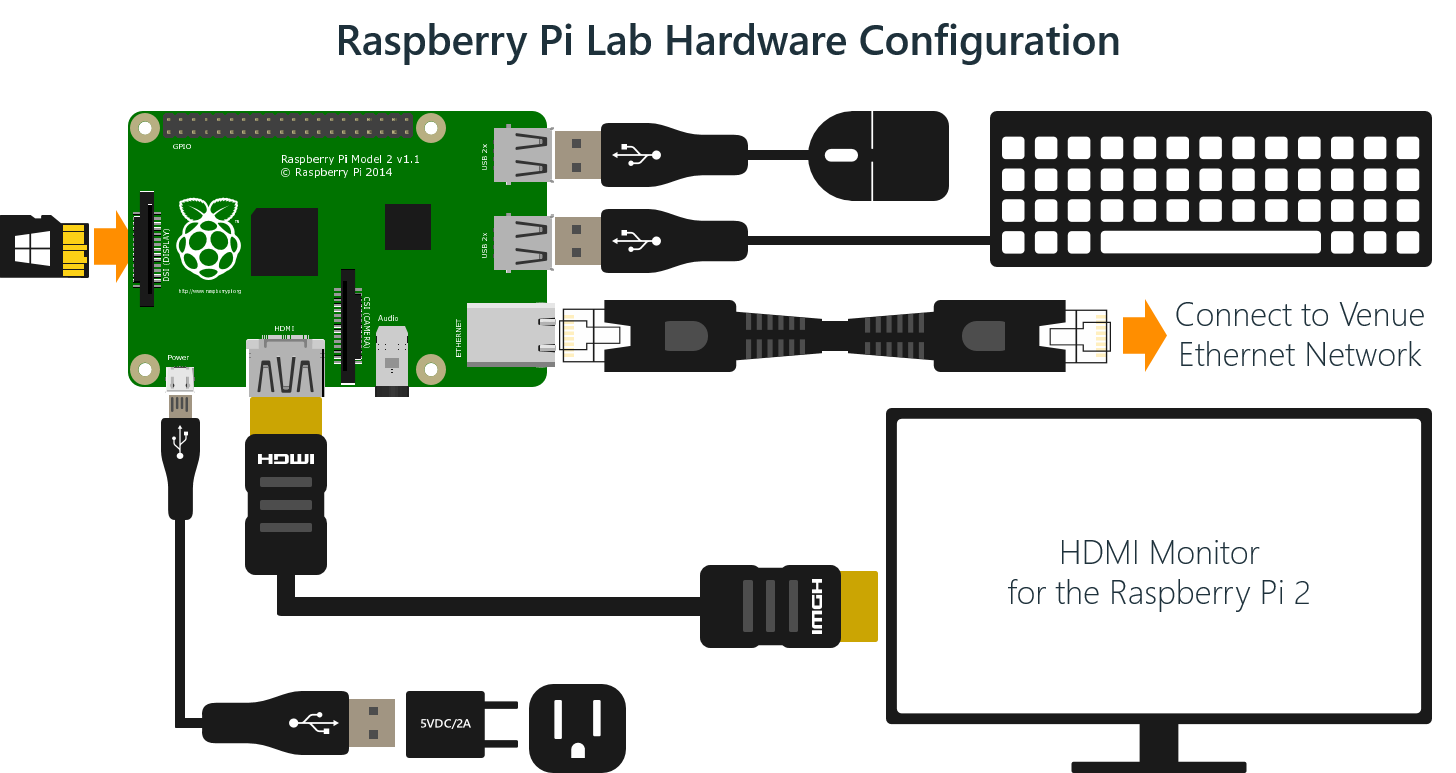 Raspberry Pi Lab Hardware Configuration
GPIO
Raspberry Pi Model 2 v1.1
© Raspberry Pi 2014
USB 2x
DSI (DISPLAY)
TM
http://www.raspberrypi.org
USB 2x
HDMI
CSI (CAMERA)
Audio
ETHERNET
Power
Connect to Venue
Ethernet Network
HDMI
HDMI Monitor
for the Raspberry Pi 2
HDMI
5VDC/2A